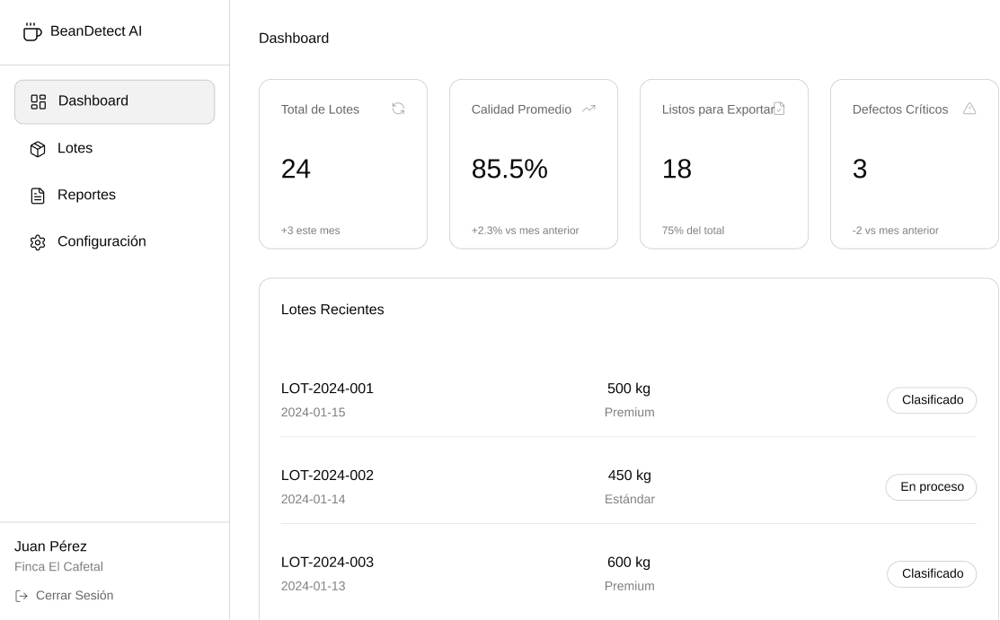 BeanDetect AI
Dashboard
Lotes
Reportes
Configuración
Juan Pérez
Finca El Cafetal
Cerrar Sesión
Dashboard
Total de Lotes
24
+3 este mes
Calidad Promedio
85.5%
+2.3% vs mes anterior
Listos para Exportar
18
75% del total
Defectos Críticos
3
-2 vs mes anterior
Lotes Recientes
LOT-2024-001
2024-01-15
500 kg
Premium
Clasificado
LOT-2024-002
2024-01-14
450 kg
Estándar
En proceso
LOT-2024-003
2024-01-13
600 kg
Premium
Clasificado